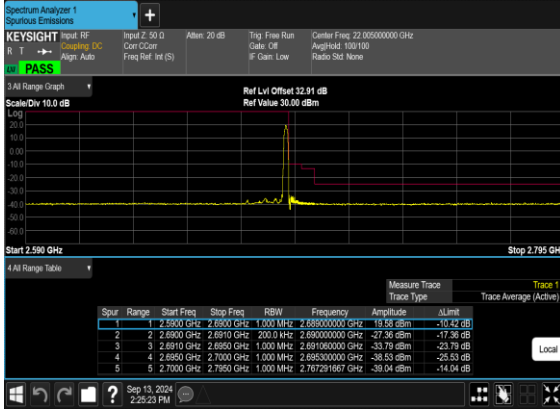 Spectrum Analyzer 1
Spurious Emissions
+
KEYSIGHT Input: RF Input Z: 50 Ω Atten: 20 dB Trig: Free Run Center Freq: 22.005000000 GHz
R T Coupling: DC Corr CCorr Gate: Off Avg|Hold: 100/100
Align: Auto Freq Ref: Int (S) IF Gain: Low Radio Std: None
PASS
3 All Range Graph
Ref Lvl Offset 32.91 dB
Scale/Div 10.0 dB Ref Value 30.00 dBm
Log
20.0
10.0
0.00
-10.0
-20.0
-30.0
-40.0
-50.0
-60.0
Start 2.590 GHz Stop 2.795 GH
4 All Range Table
Measure Trace Trace 1
Trace Type Trace Average (Active)
Spur Range Start Freq Stop Freq RBW Frequency Amplitude ΔLimit
1 1 2.5900 GHz 2.6900 GHz 1.000 MHz 2.689000000 GHz 19.58 dBm -10.42 dB
2 2 2.6900 GHz 2.6910 GHz 200.0 kHz 2.690000000 GHz -27.36 dBm -17.36 dB
3 3 2.6910 GHz 2.6950 GHz 1.000 MHz 2.691060000 GHz -33.79 dBm -23.79 dB
4 4 2.6950 GHz 2.7000 GHz 1.000 MHz 2.695300000 GHz -38.53 dBm -25.53 dB
5 5 2.7000 GHz 2.7950 GHz 1.000 MHz 2.767291667 GHz -39.04 dBm -14.04 dB
Local
Sep 13, 2024
2:25:23 PM